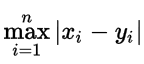 \max_{i=1}^{n} |x_i - y_i|